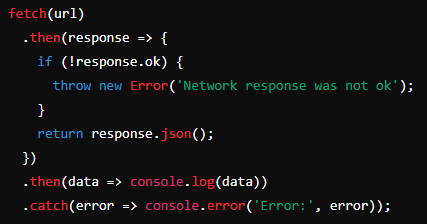 fetch(url)
  .then(response => {
    if (!response.ok) {
      throw new Error('Network response was not ok');
    }
    return response.json();
  })
  .then(data => console.log(data))
  .catch(error => console.error('Error:', error));